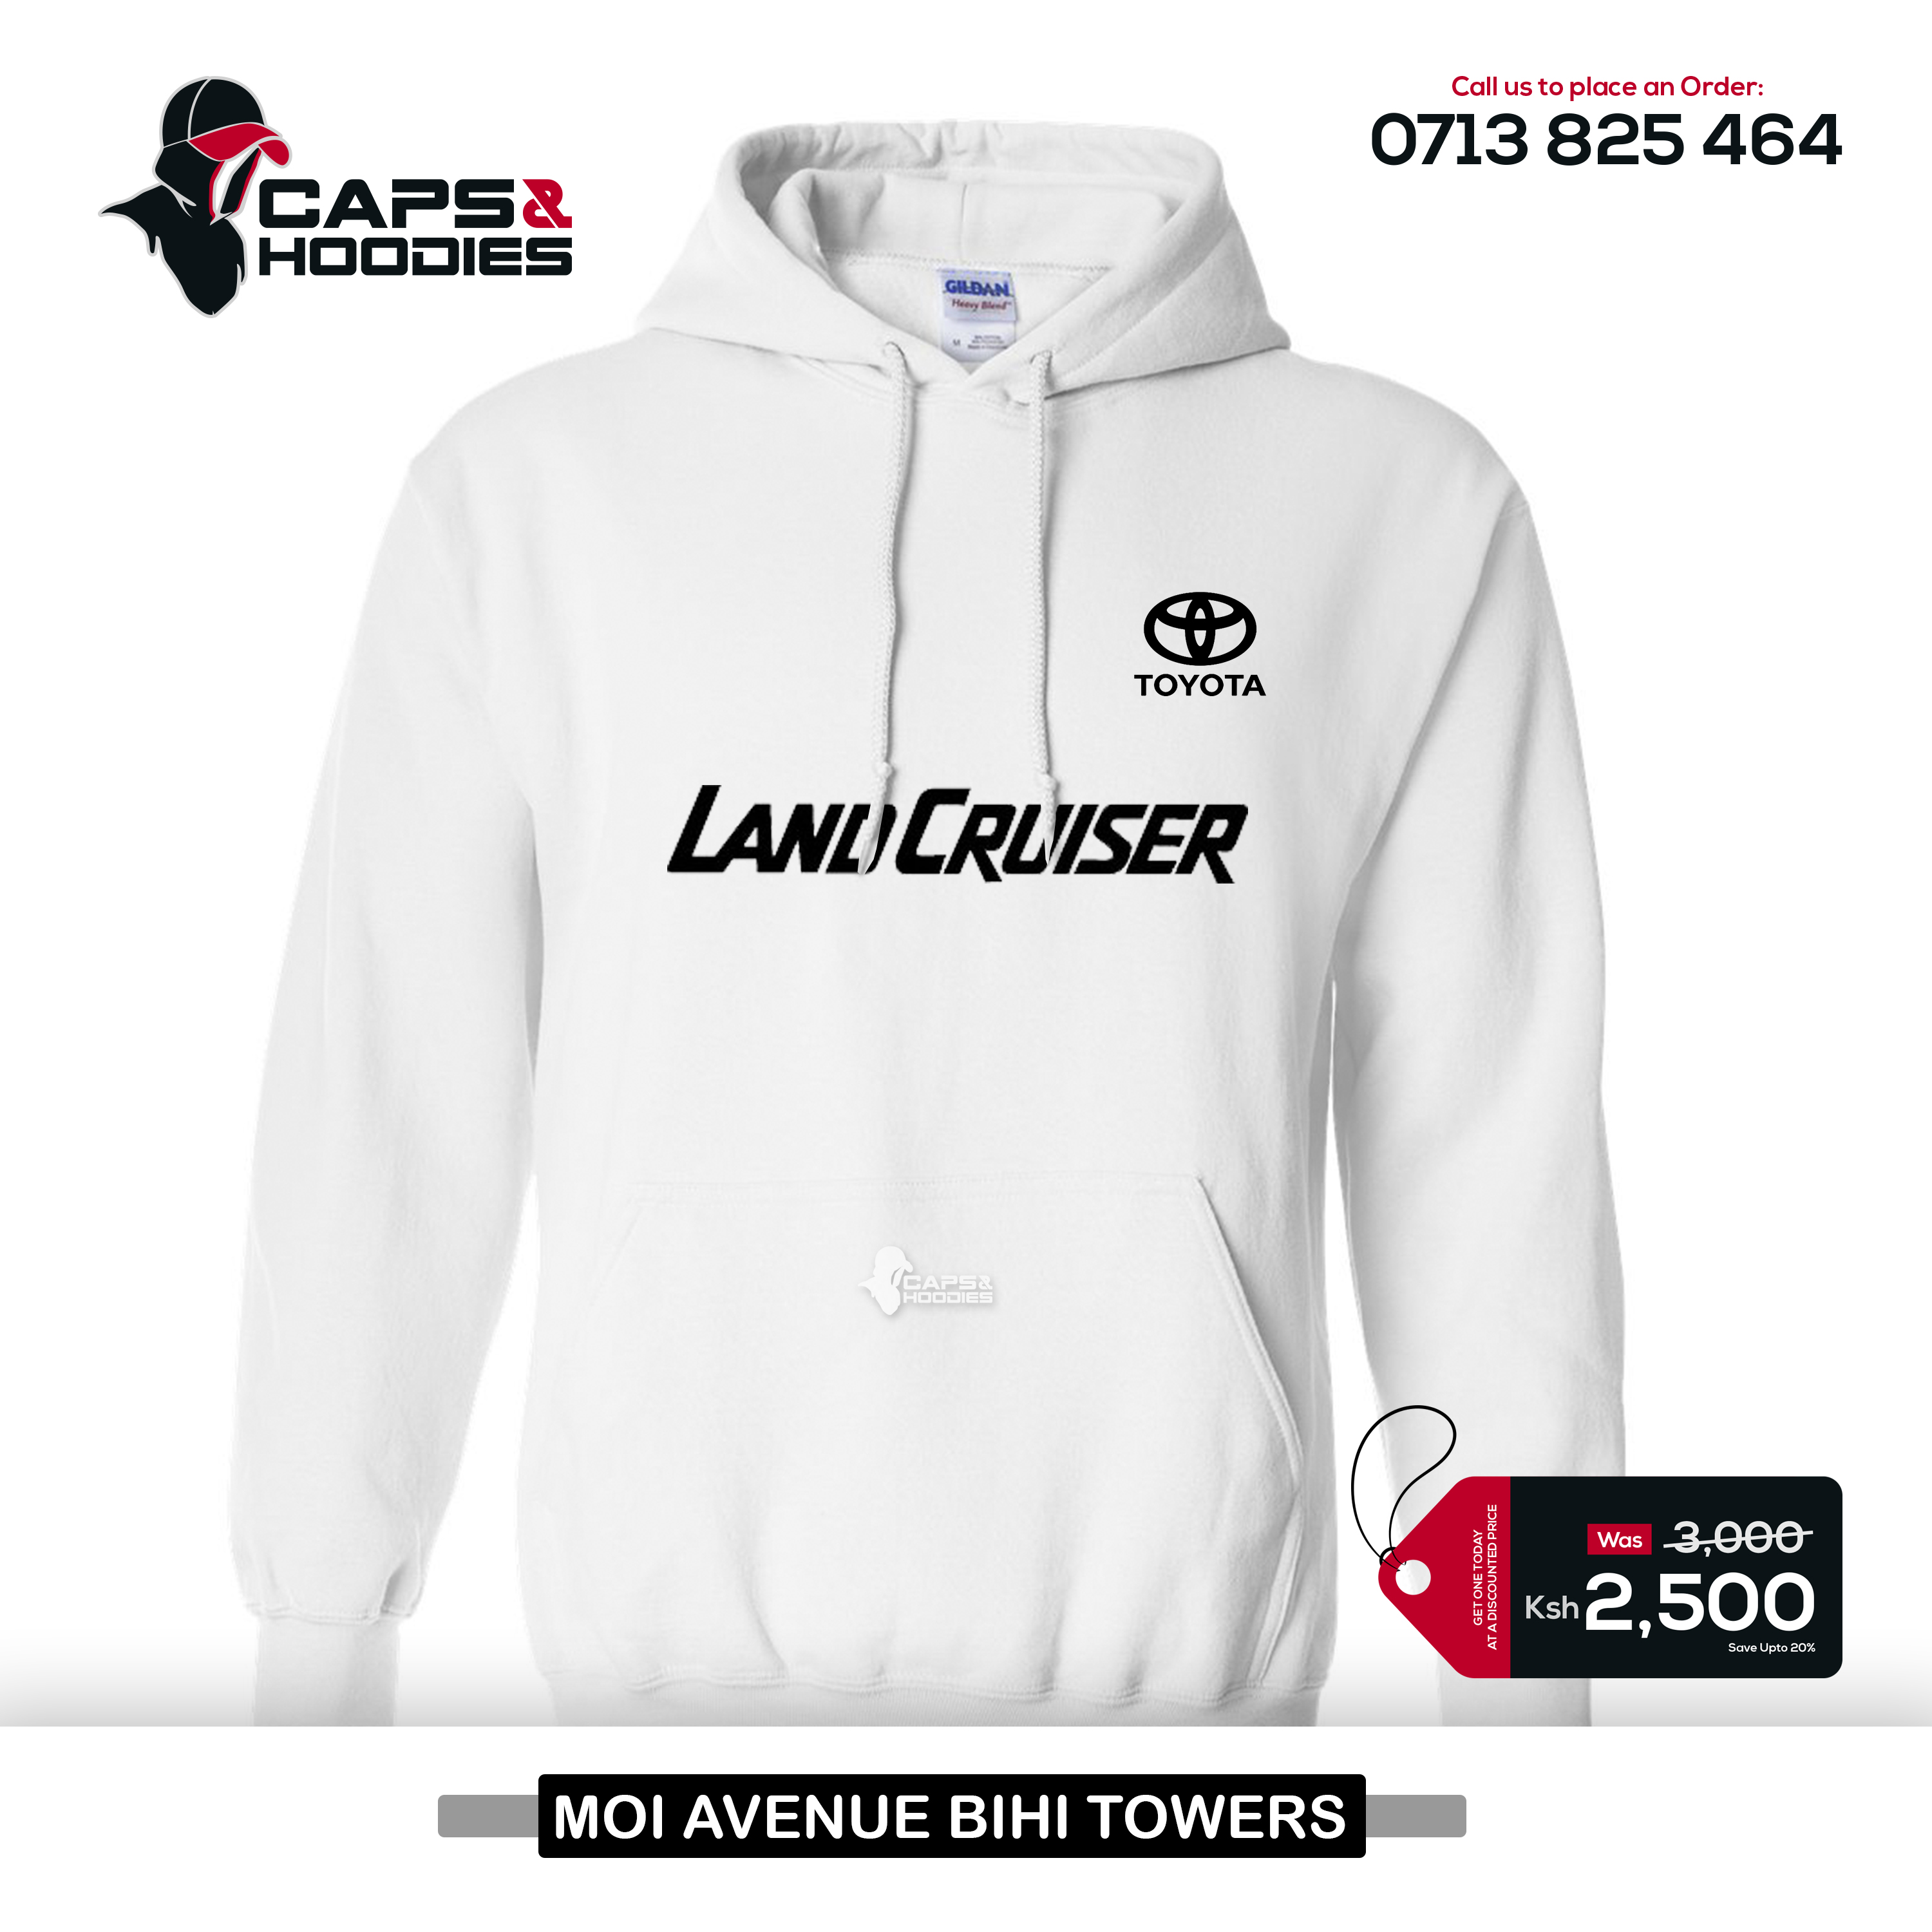 CAPS&
HOODIES
Call us to place an Order:
0713 825 464
GILDAN
Heavy Blend™
M
TOYOTA
LAND CRUISER
CAPS&
HOODIES
GET ONE TODAY
AT A DISCOUNTED PRICE
Was 3,000
Ksh 2,500
Save Upto 20%
MOI AVENUE BIHI TOWERS